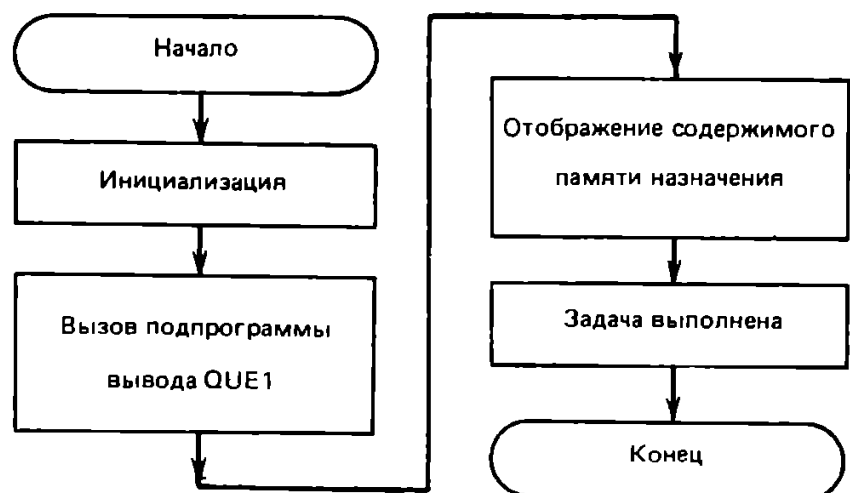 Начало
Инициализация
Вызов подпрограммы
вывода QUE1
Отображение содержимого
памяти назначения
Задача выполнена
Конец